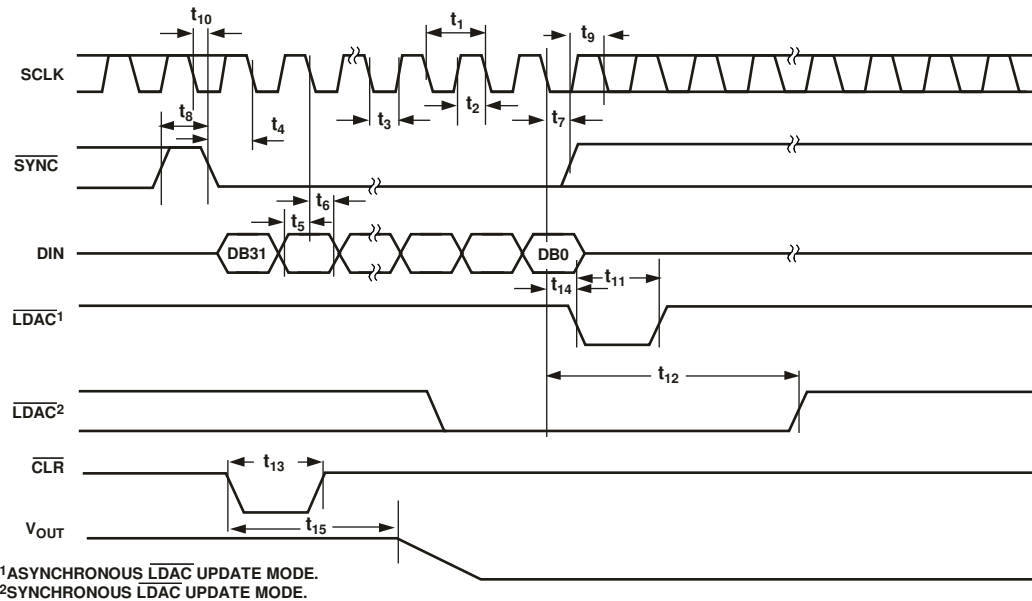 t10
t1
t9
SCLK
t8
t4
t3
t2
t7
SYNC
t6
t5
DIN
DB31
DB0
t14
t11
LDAC1
t12
LDAC2
CLR
t13
t15
VOUT
1ASYNCHRONOUS LDAC UPDATE MODE.
2SYNCHRONOUS LDAC UPDATE MODE.